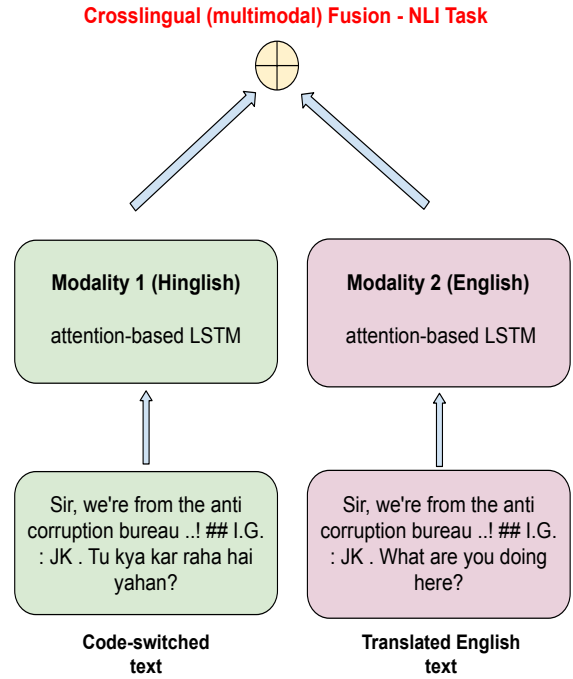 Crosslingual (multimodal) Fusion - NLI Task
Modality 1 (Hinglish)
attention-based LSTM
Modality 2 (English)
attention-based LSTM
Sir, we're from the anti
corruption bureau ..! ## I.G.
: JK . Tu kya kar raha hai
yahan?
Sir, we're from the anti
corruption bureau ..! ## I.G.
: JK . What are you doing
here?
Code-switched
text
Translated English
text